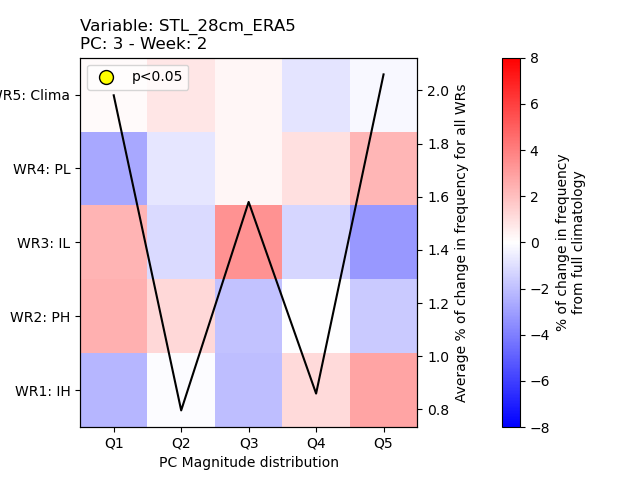 Variable: STL_28cm_ERA5
PC: 3 - Week: 2
p<0.05
WR5: Clima
WR4: PL
WR3: IL
WR2: PH
WR1: IH
Q1 Q2 Q3 Q4 Q5
PC Magnitude distribution
2.0
1.8
1.6
1.4
1.2
1.0
0.8
Average % of change in frequency for all WRs
8
6
4
2
0
−2
−4
−6
−8
% of change in frequency
from full climatology